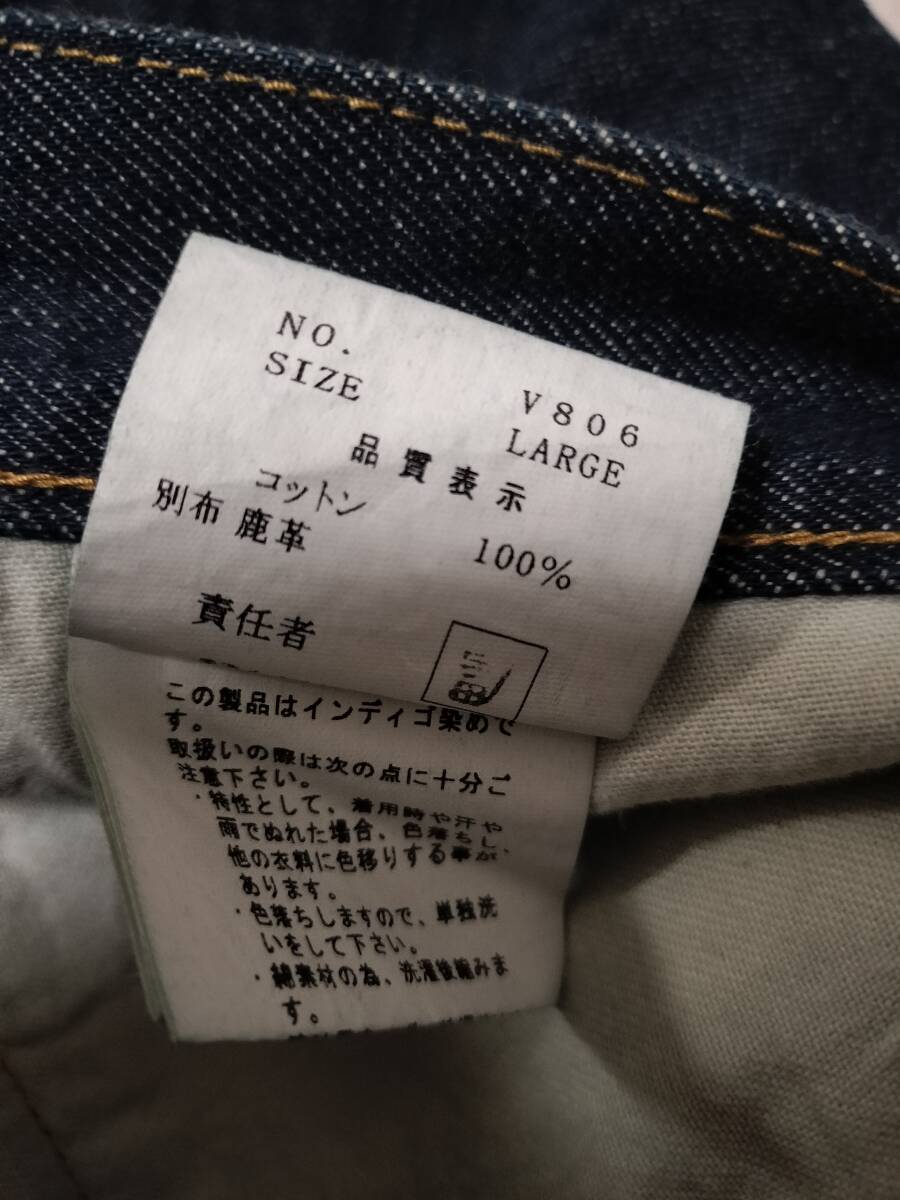 NO. V806
SIZE LARGE
品質表示
コットン 100%
別布 鹿革
責任者
この製品はインディゴ染めで
す。
取扱いの際は次の点に十分ご
注意下さい。
・特性として、着用時や汗や
雨でぬれた場合、色落ちし、
他の衣料に色移りする事が
あります。
・色落ちしますので、単独洗
いをして下さい。
・綿素材の為、洗濯後縮みま
す。